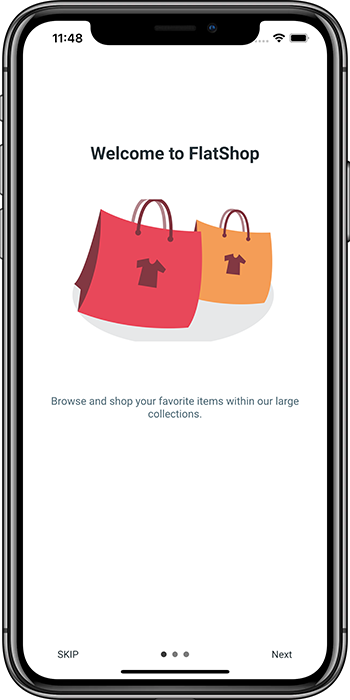 11:48
Welcome to FlatShop
Browse and shop your favorite items within our large
collections.
SKIP
Next